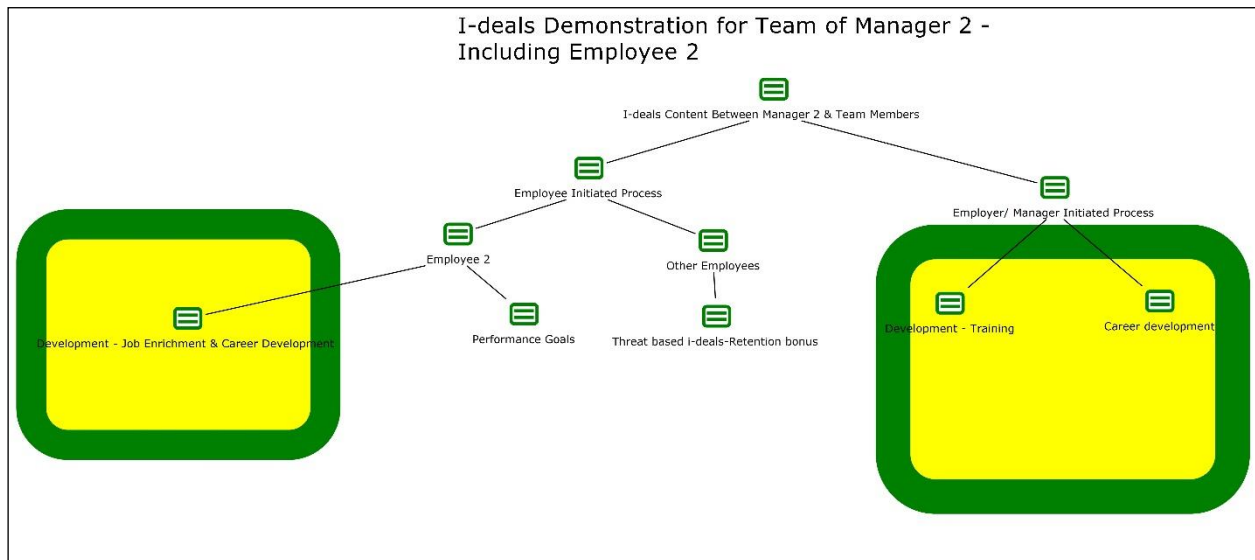 I-deals Demonstration for Team of Manager 2 -
Including Employee 2
I-deals Content Between Manager 2 & Team Members
Employee Initiated Process
Employer/ Manager Initiated Process
Employee 2
Other Employees
Development - Job Enrichment & Career Development
Performance Goals
Threat based i-deals-Retention bonus
Development - Training
Career development